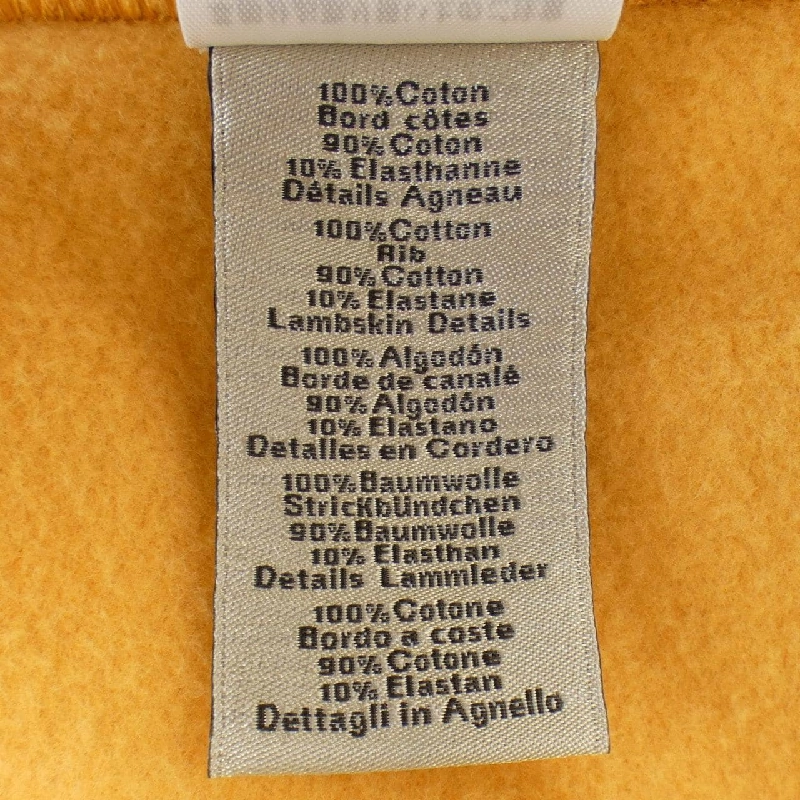 100% Coton
Bord côtes
90% Coton
10% Elasthanne
Détails Agneau
100% Cotton
Rib
90% Cotton
10% Elastane
Lambskin Details
100% Algodón
Borde de canalé
90% Algodón
10% Elastano
Detalles en Cordero
100% Baumwolle
Strickbündchen
90% Baumwolle
10% Elasthan
Details Lammleder
100% Cotone
Bordo a coste
90% Cotone
10% Elastan
Dettagli in Agnello